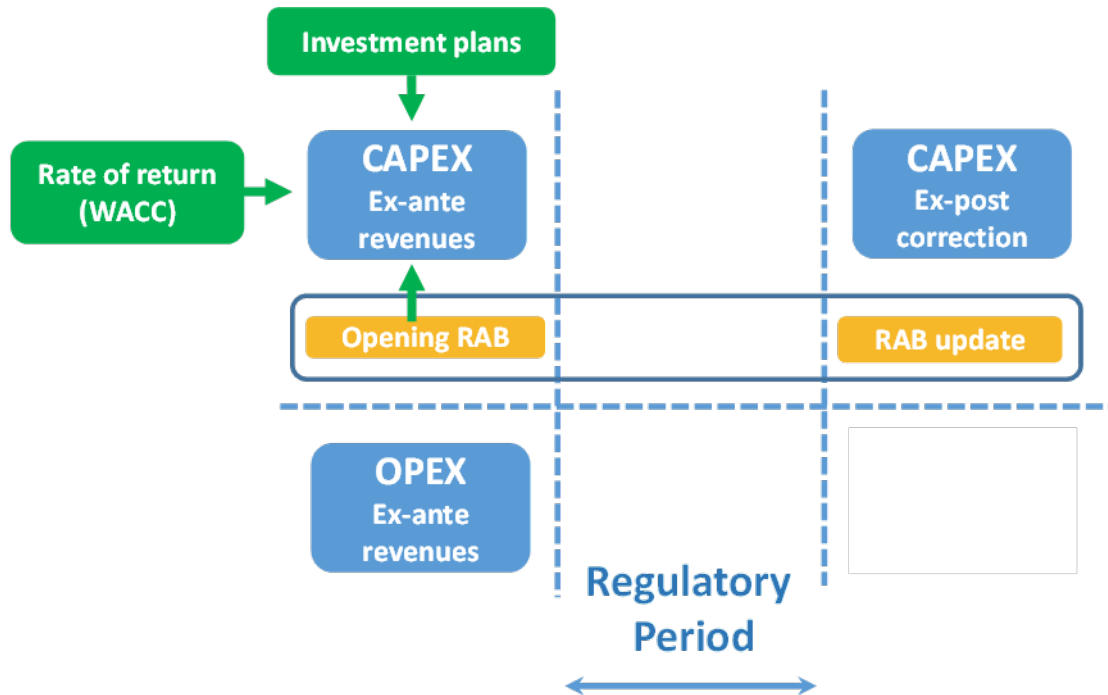 Investment plans
Rate of return
(WACC)
CAPEX
Ex-ante
revenues
CAPEX
Ex-post
correction
Opening RAB
RAB update
OPEX
Ex-ante
revenues
Regulatory
Period